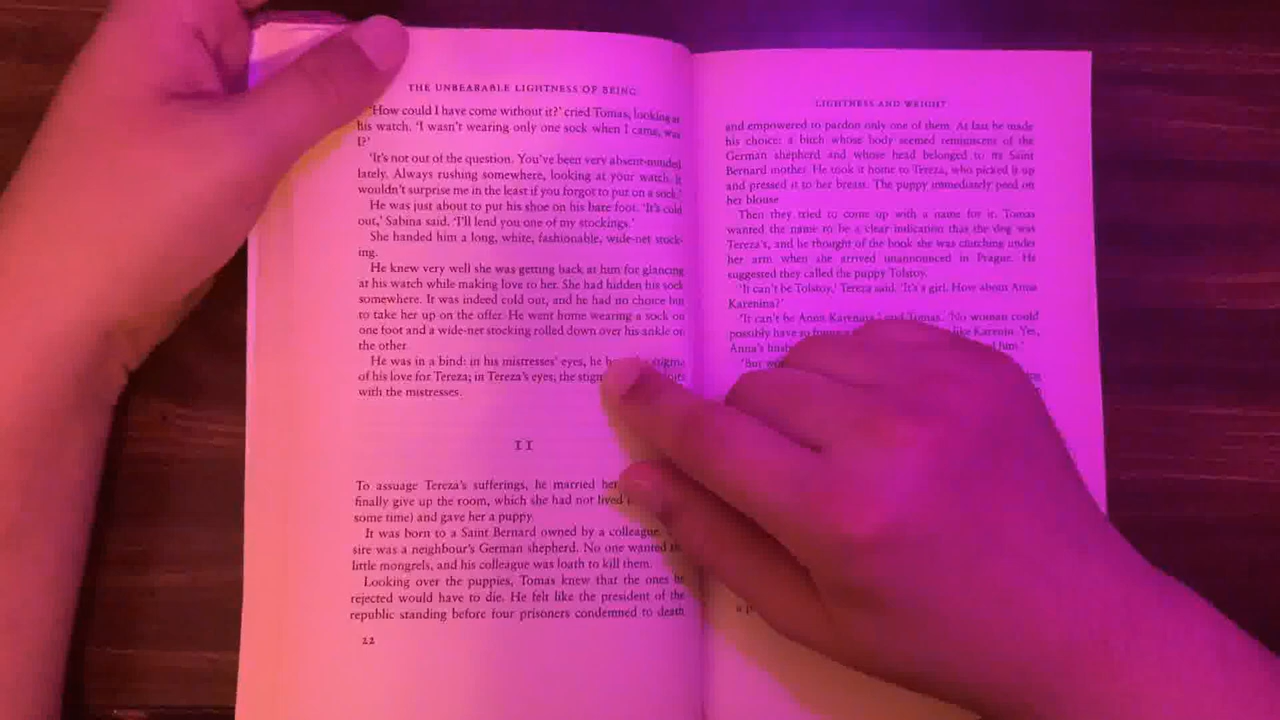 THE UNBEARABLE LIGHTNESS OF BEING
'How could I have come without it?' cried Tomas, looking at
his watch. 'I wasn't wearing only one sock when I came, was
I?'
'It's not out of the question. You've been very absent-minded
lately. Always rushing somewhere, looking at your watch. It
wouldn't surprise me in the least if you forgot to put on a sock.'
He was just about to put his shoe on his bare foot. 'It's cold
out,' Sabina said. 'I'll lend you one of my stockings.'
She handed him a long, white, fashionable, wide-net stock-
ing.
He knew very well she was getting back at him for glancing
at his watch while making love to her. She had hidden his sock
somewhere. It was indeed cold out, and he had no choice but
to take her up on the offer. He went home wearing a sock on
one foot and a wide-net stocking rolled down over his ankle on
the other.
He was in a bind: in his mistresses' eyes, he stigma
of his love for Tereza; in Tereza's eyes, the
with the mistresses.
11
To assuage Tereza's sufferings, he married her
finally give up the room, which she had not lived
some time) and gave her a puppy.
It was born to a Saint Bernard owned by a colleague.
sire was a neighbour's German shepherd. No one wanted
little mongrels, and his colleague was loath to kill them.
Looking over the puppies, Tomas knew that the ones he
rejected would have to die. He felt like the president of the
republic standing before four prisoners condemned to death
22
LIGHTNESS AND WEIGHT
and empowered to pardon only one of them. At last he made
his choice: a bitch whose body seemed reminiscent of the
German shepherd and whose head belonged to its Saint
Bernard mother. He took it home to Tereza, who picked it up
and pressed it to her breast. The puppy immediately peed on
her blouse.
Then they tried to come up with a name for it. Tomas
wanted the name to be a clear indication that the dog was
Tereza's, and he thought of the book she was clutching under
her arm when she arrived unannounced in Prague. He
suggested they called the puppy Tolstoy.
'It can't be Tolstoy,' Tereza said. 'It's a girl. How about Anna
Karenina?'
'It can't be Anna Karenina,' said Tomas. 'No woman could
possibly have so like Karenin. Yes,
Anna's him.'
'But
a